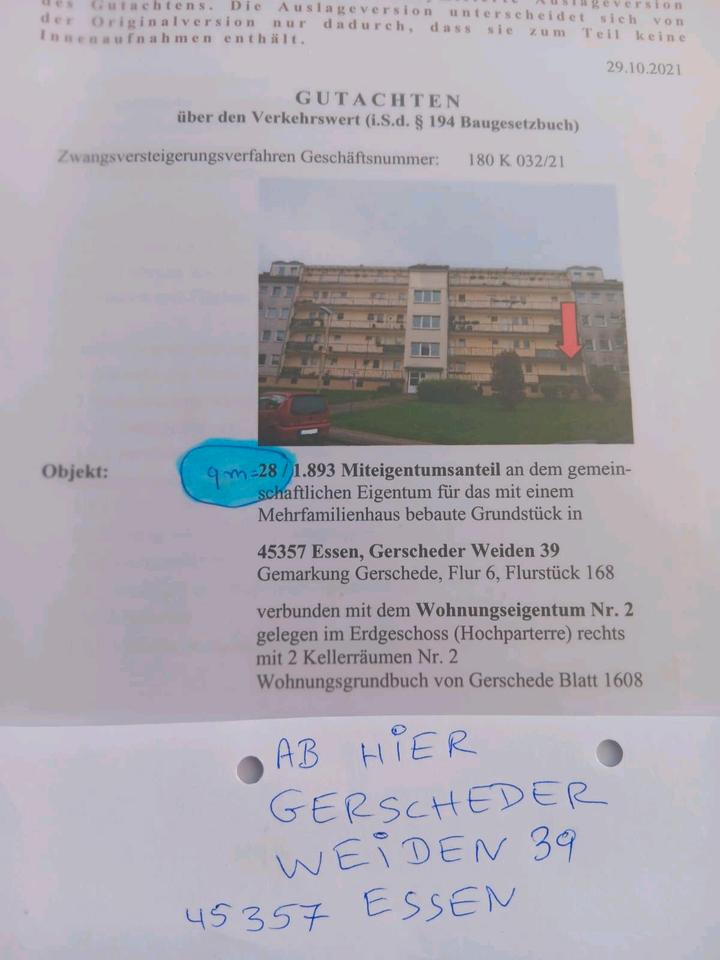 des Gutachtens. Die Auslageversion unterscheidet sich von
der Originalversion nur dadurch, dass sie zum Teil keine
Innenaufnahmen enthält.
29.10.2021
GUTACHTEN
über den Verkehrswert (i.S.d. § 194 Baugesetzbuch)
Zwangsversteigerungsverfahren Geschäftsnummer: 180 K 032/21
Objekt: qm=28 / 1.893 Miteigentumsanteil an dem gemein-
schaftlichen Eigentum für das mit einem
Mehrfamilienhaus bebaute Grundstück in
45357 Essen, Gerscheder Weiden 39
Gemarkung Gerschede, Flur 6, Flurstück 168
verbunden mit dem Wohnungseigentum Nr. 2
gelegen im Erdgeschoss (Hochparterre) rechts
mit 2 Kellerräumen Nr. 2
Wohnungsgrundbuch von Gerschede Blatt 1608
AB HIER
GERSCHEDER
WEIDEN 39
45357 ESSEN